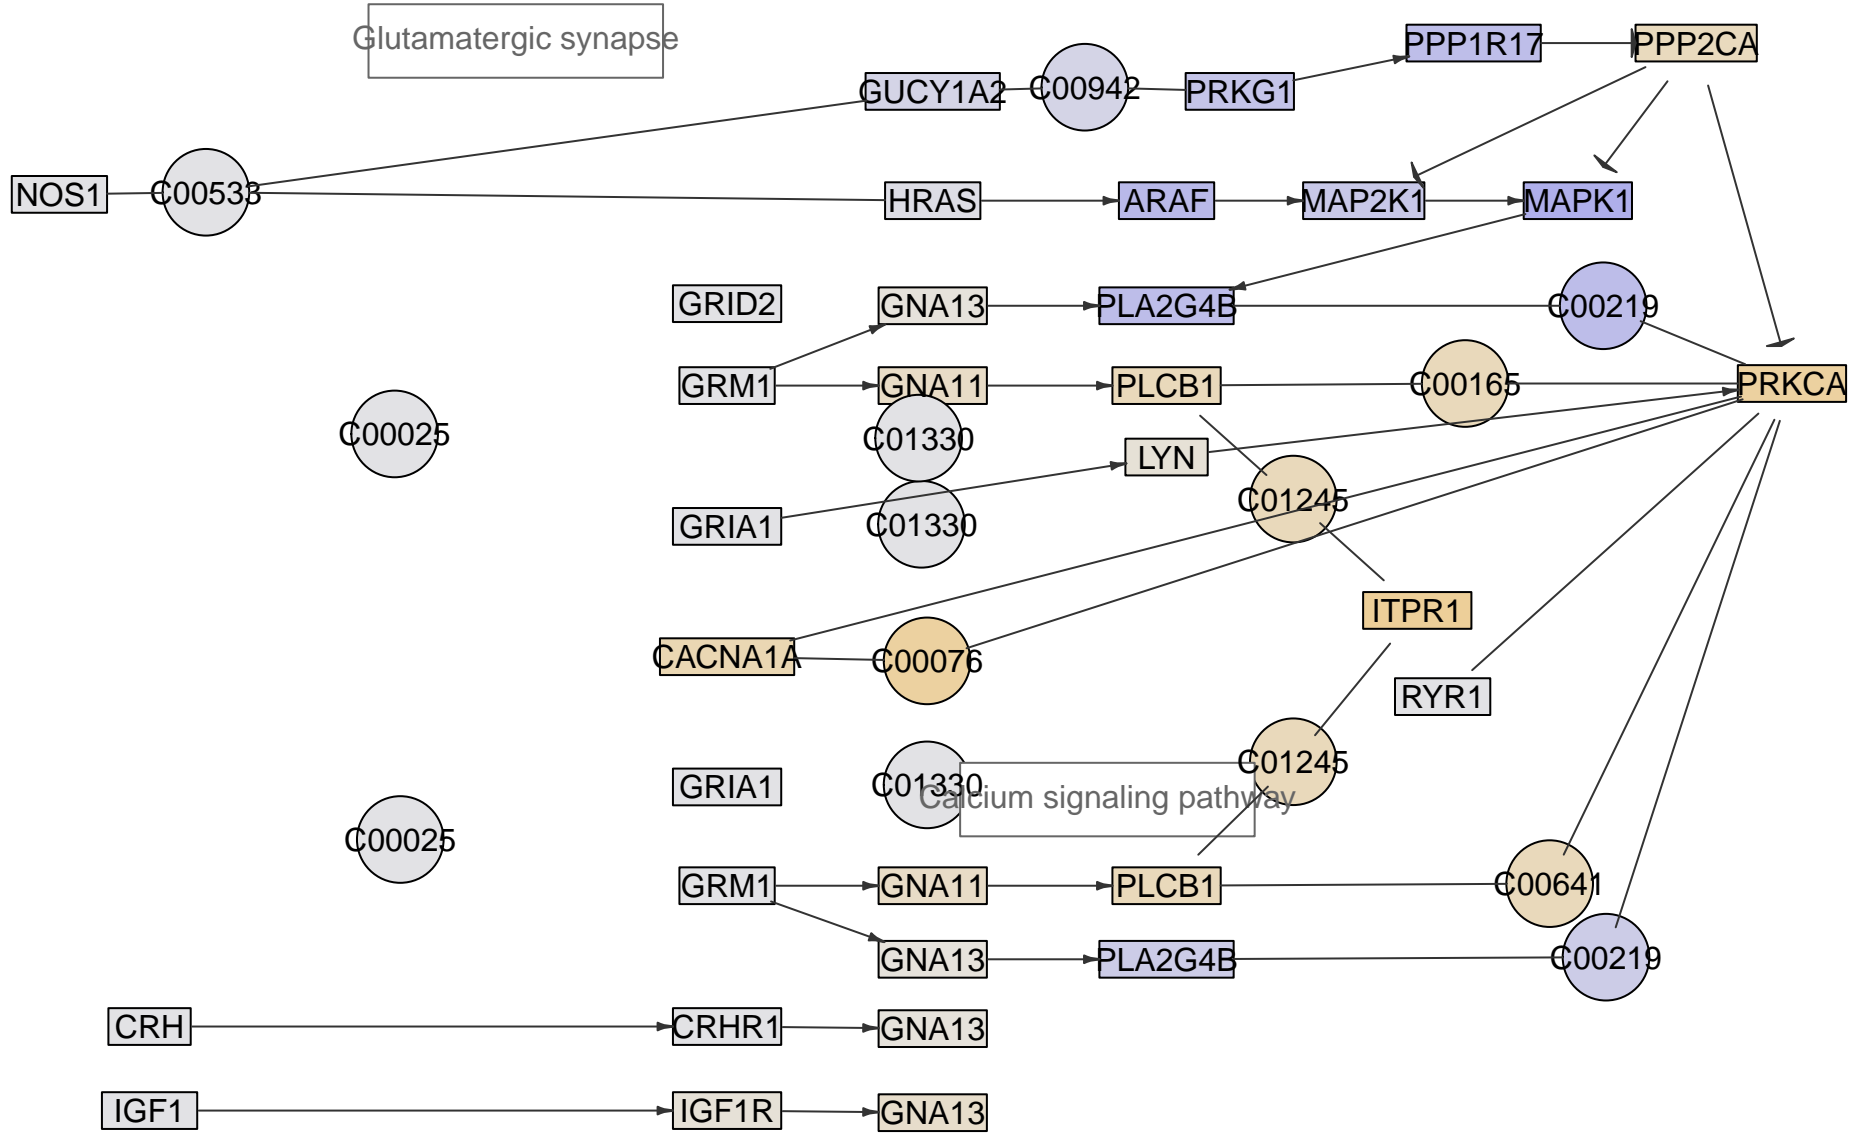 Glutamatergic synapse
PPP1R17
PPP2CA
GUCY1A2
C00942
PRKG1
NOS1
C00533
HRAS
ARAF
MAP2K1
MAPK1
GRID2
GNA13
PLA2G4B
C00219
GRM1
GNA11
PLCB1
C00165
PRKCA
C00025
C01330
LYN
GRIA1
C01330
C01245
ITPR1
CACNA1A
C00076
RYR1
GRIA1
C01330
C01245
Calcium signaling pathway
C00025
GRM1
GNA11
PLCB1
C00641
GNA13
PLA2G4B
C00219
CRH
CRHR1
GNA13
IGF1
IGF1R
GNA13